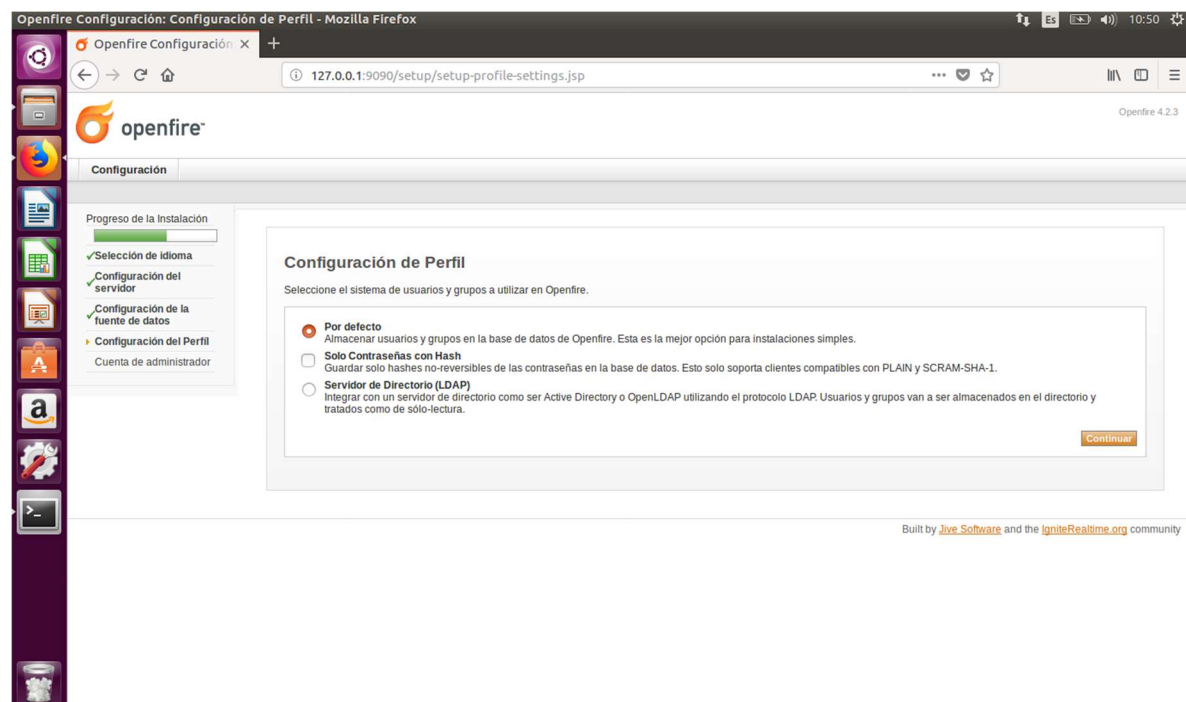 Openfire Configuración: Configuración de Perfil - Mozilla Firefox
Es
10:50
Openfire Configuración
127.0.0.1:9090/setup/setup-profile-settings.jsp
openfire™
Openfire 4.2.3
Configuración
Progreso de la Instalación
Selección de idioma
Configuración del
servidor
Configuración de la
fuente de datos
Configuración del Perfil
Cuenta de administrador
Configuración de Perfil
Seleccione el sistema de usuarios y grupos a utilizar en Openfire.
Por defecto
Almacenar usuarios y grupos en la base de datos de Openfire. Esta es la mejor opción para instalaciones simples.
Solo Contraseñas con Hash
Guardar solo hashes no-reversibles de las contraseñas en la base de datos. Esto solo soporta clientes compatibles con PLAIN y SCRAM-SHA-1.
Servidor de Directorio (LDAP)
Integrar con un servidor de directorio como ser Active Directory o OpenLDAP utilizando el protocolo LDAP. Usuarios y grupos van a ser almacenados en el directorio y
tratados como de sólo-lectura.
Continuar
Built by Jive Software and the IgniteRealtime.org community